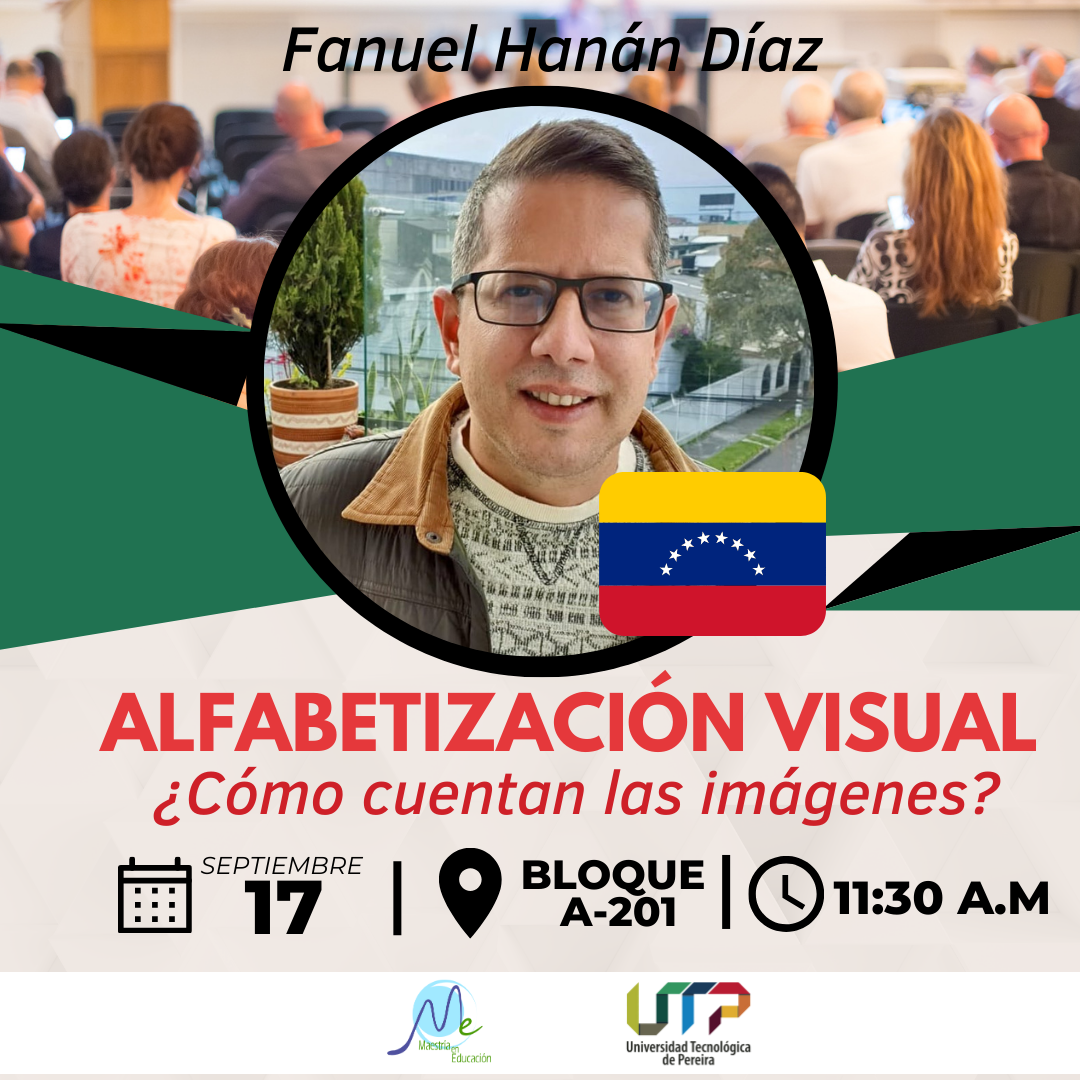 Fanuel Hanán Díaz
ALFABETIZACIÓN VISUAL
¿Cómo cuentan las imágenes?
SEPTIEMBRE
17
BLOQUE
A-201
11:30 A.M
Me
Maestría en
Educación
UTP
Universidad Tecnológica
de Pereira